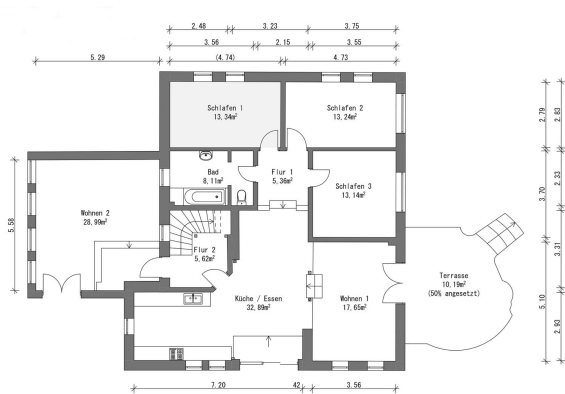 2.48 3.23 3.75
3.56 2.15 3.55
5.29 (4.74) 4.73
Schlafen 1
13,34m²
Schlafen 2
13,24m²
2.79 2.83
Bad
8,11m²
Flur 1
5,36m²
Schlafen 3
13,14m²
3.70 2.33
Wohnen 2
28,99m²
5.58
Flur 2
5,62m²
3.31
Terrasse
10,19m²
(50% angesetzt)
Küche / Essen
32,89m²
Wohnen 1
17,65m²
5.10 2.93
7.20 42 3.56